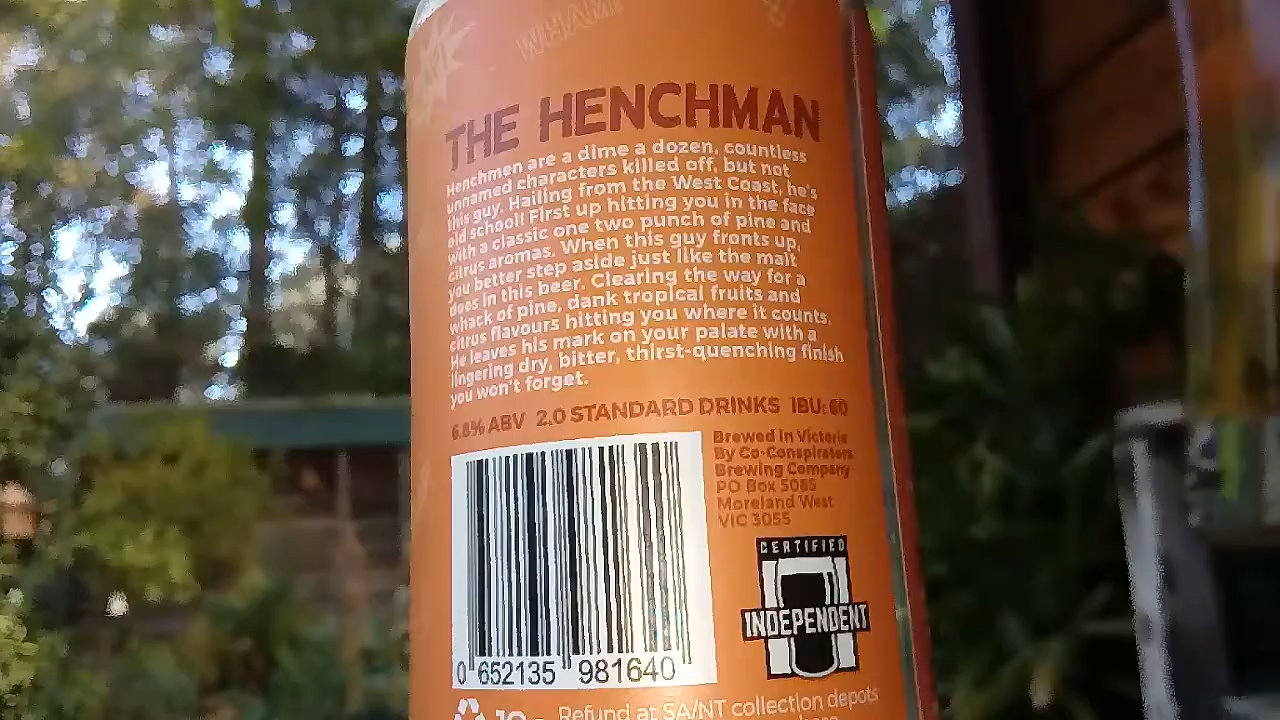 WHAM!
THE HENCHMAN
Henchmen are a dime a dozen, countless
unnamed characters killed off, but not
this guy. Hailing from the West Coast, he's
old school! First up hitting you in the face
with a classic one two punch of pine and
citrus aromas. When this guy fronts up,
you better step aside just like the malt
does in this beer. Clearing the way for a
whack of pine, dank tropical fruits and
citrus flavours hitting you where it counts.
He leaves his mark on your palate with a
lingering dry, bitter, thirst-quenching finish
you won't forget.
6.8% ABV 2.0 STANDARD DRINKS IBU: 60
Brewed in Victoria
By Co-Conspirators
Brewing Company
PO Box 5085
Moreland West
VIC 3055
CERTIFIED
INDEPENDENT
0 652135 981640
Refund at SA/NT collection depots